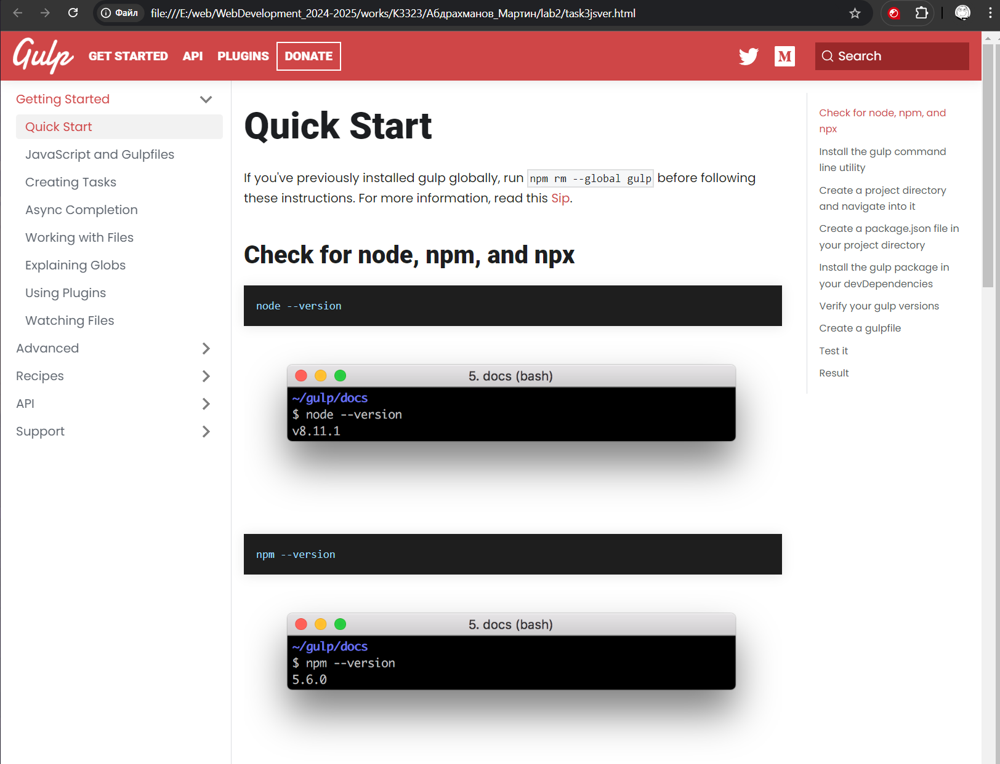 Файл
file:///E:/web/WebDevelopment_2024-2025/works/K3323/Абдрахманов_Мартин/lab2/task3jsver.html
Gulp GET STARTED API PLUGINS DONATE M Search
Getting Started
Quick Start
JavaScript and Gulpfiles
Creating Tasks
Async Completion
Working with Files
Explaining Globs
Using Plugins
Watching Files
Advanced
Recipes
API
Support
Quick Start
If you've previously installed gulp globally, run npm rm --global gulp before following
these instructions. For more information, read this Sip.
Check for node, npm, and npx
node --version
5. docs (bash)
~/gulp/docs
$ node --version
v8.11.1
npm --version
5. docs (bash)
~/gulp/docs
$ npm --version
5.6.0
Check for node, npm, and
npx
Install the gulp command
line utility
Create a project directory
and navigate into it
Create a package.json file in
your project directory
Install the gulp package in
your devDependencies
Verify your gulp versions
Create a gulpfile
Test it
Result